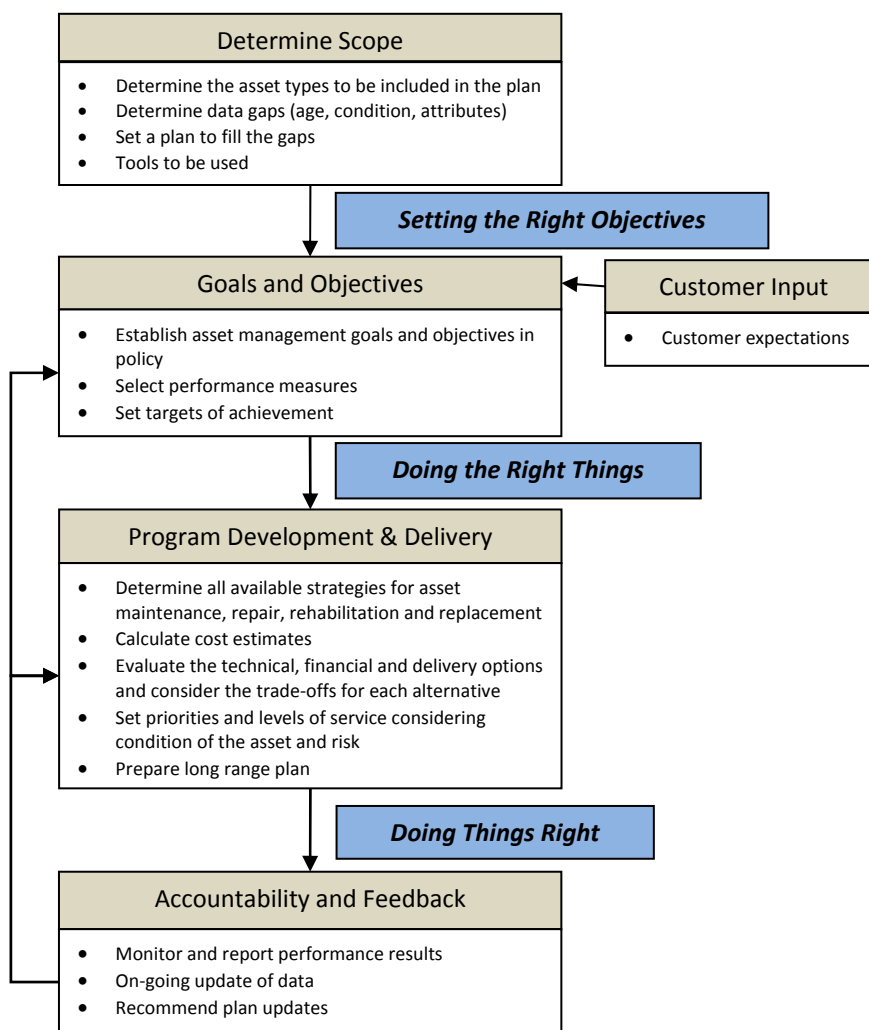 Determine Scope
• Determine the asset types to be included in the plan
• Determine data gaps (age, condition, attributes)
• Set a plan to fill the gaps
• Tools to be used
Setting the Right Objectives
Goals and Objectives
• Establish asset management goals and objectives in
policy
• Select performance measures
• Set targets of achievement
Customer Input
• Customer expectations
Doing the Right Things
Program Development & Delivery
• Determine all available strategies for asset
maintenance, repair, rehabilitation and replacement
• Calculate cost estimates
• Evaluate the technical, financial and delivery options
and consider the trade-offs for each alternative
• Set priorities and levels of service considering
condition of the asset and risk
• Prepare long range plan
Doing Things Right
Accountability and Feedback
• Monitor and report performance results
• On-going update of data
• Recommend plan updates